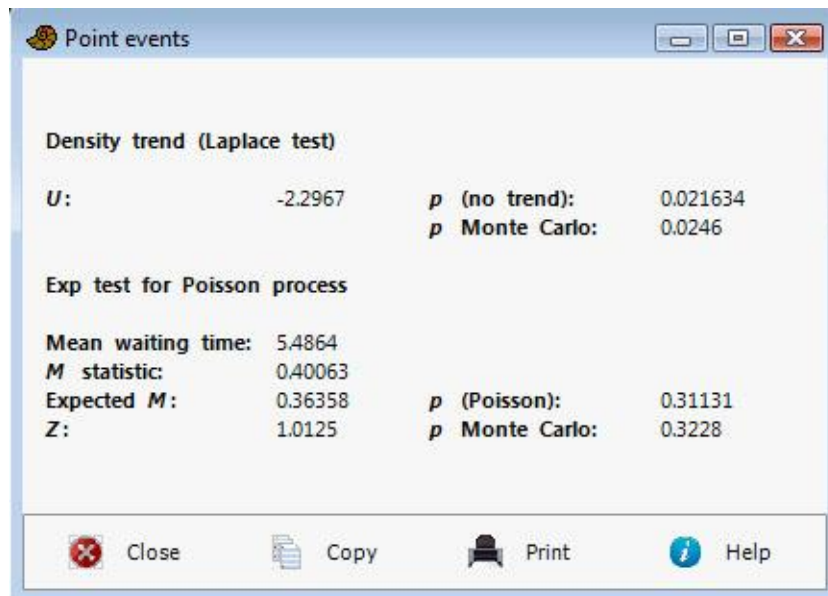 Point events
Density trend (Laplace test)
U: -2.2967 p (no trend): 0.021634
p Monte Carlo: 0.0246
Exp test for Poisson process
Mean waiting time: 5.4864
M statistic: 0.40063
Expected M: 0.36358 p (Poisson): 0.31131
Z: 1.0125 p Monte Carlo: 0.3228
Close Copy Print Help